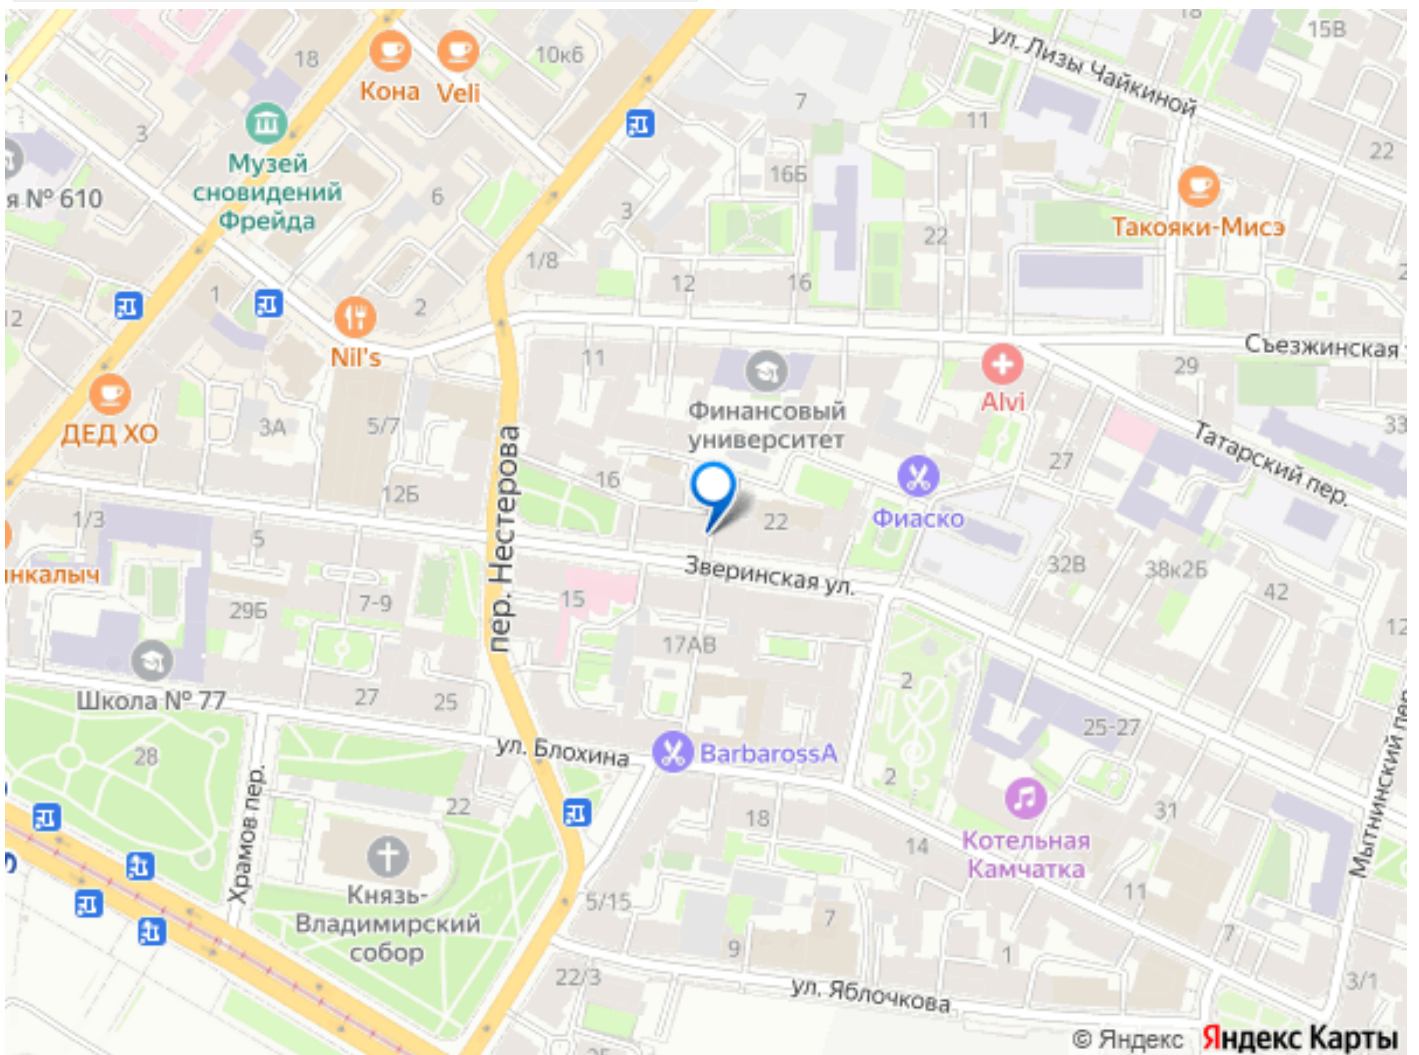 18
10к6
Кона
Veli
ул. Лизы Чайкиной
18
15В
3
7
11
22
Музей
сновидений
Фрейда
16Б
я № 610
6
3
Такояки-Мисэ
22
1/8
12
16
1
2
12
Nil's
11
Съезжинская
29
Финансовый
университет
Alvi
ДЕД ХО
3А
5/7
33
Татарский пер.
27
пер. Нестерова
16
12Б
22
Фиаско
1/3
5
инкалыч
Зверинская ул.
32В
38к2Б
42
29Б
7-9
15
12
17АВ
Школа № 77
27
25
2
25-27
28
ул. Блохина
BarbarossA
2
Мытнинский пер.
Храмов пер.
22
18
31
14
Котельная
Камчатка
Князь-
Владимирский
собор
5/15
7
11
9
1
7
22/3
ул. Яблочкова
3/1
25
© Яндекс Яндекс Карты